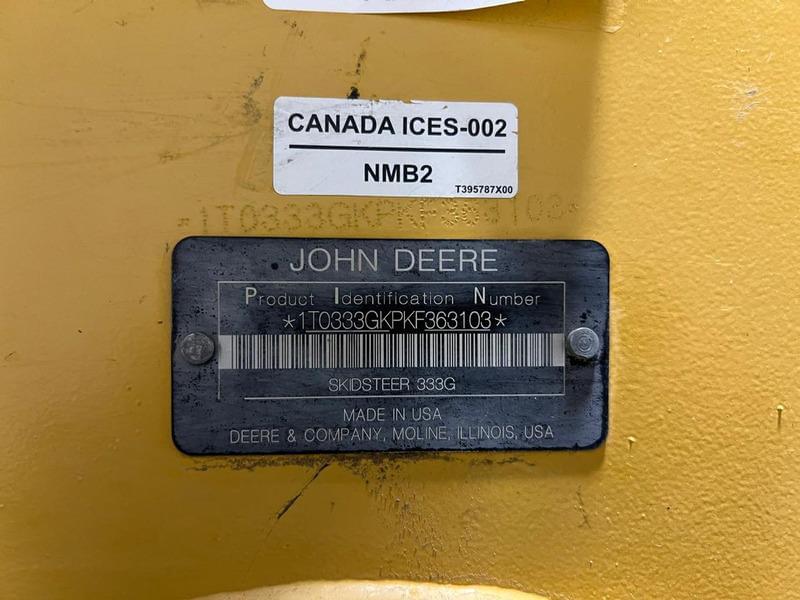 CANADA ICES-002
NMB2
T395787X00
*1T0333GKPKF363103*
JOHN DEERE
Product Identification Number
*1T0333GKPKF363103*
SKIDSTEER 333G
MADE IN USA
DEERE & COMPANY, MOLINE, ILLINOIS, USA